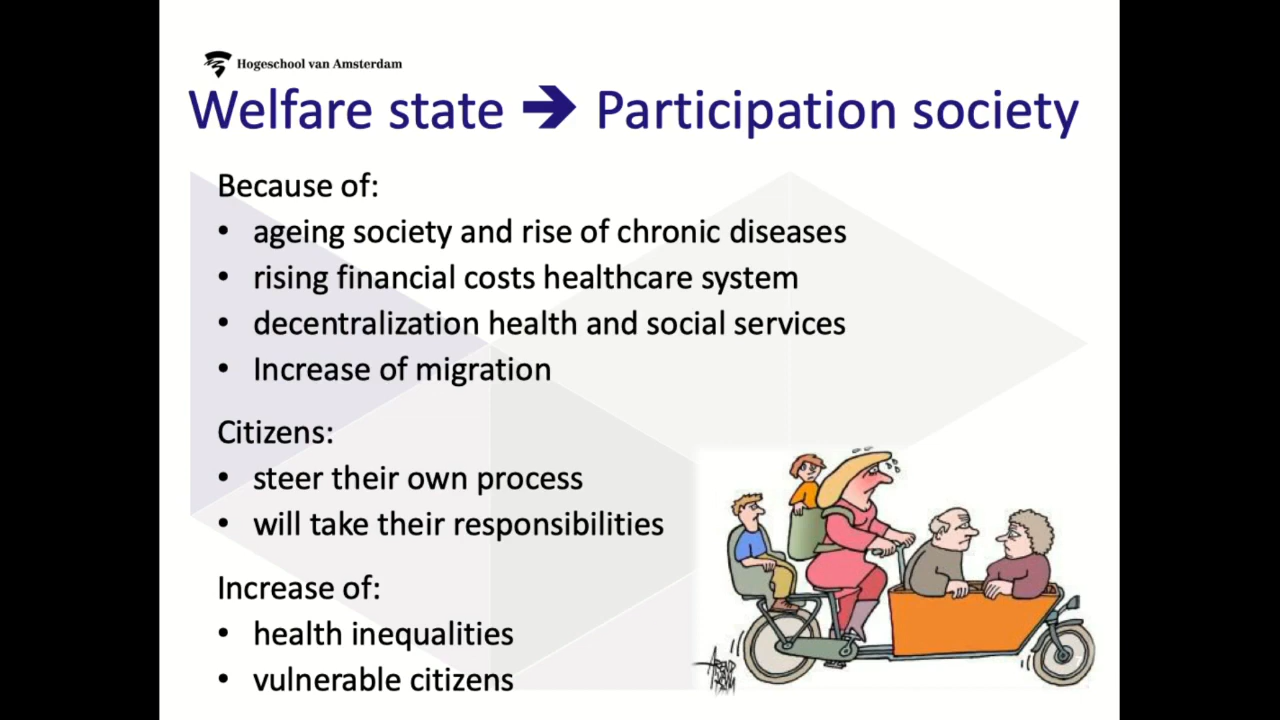 Hogeschool van Amsterdam
Welfare state ➔ Participation society
Because of:
• ageing society and rise of chronic diseases
• rising financial costs healthcare system
• decentralization health and social services
• Increase of migration
Citizens:
• steer their own process
• will take their responsibilities
Increase of:
• health inequalities
• vulnerable citizens